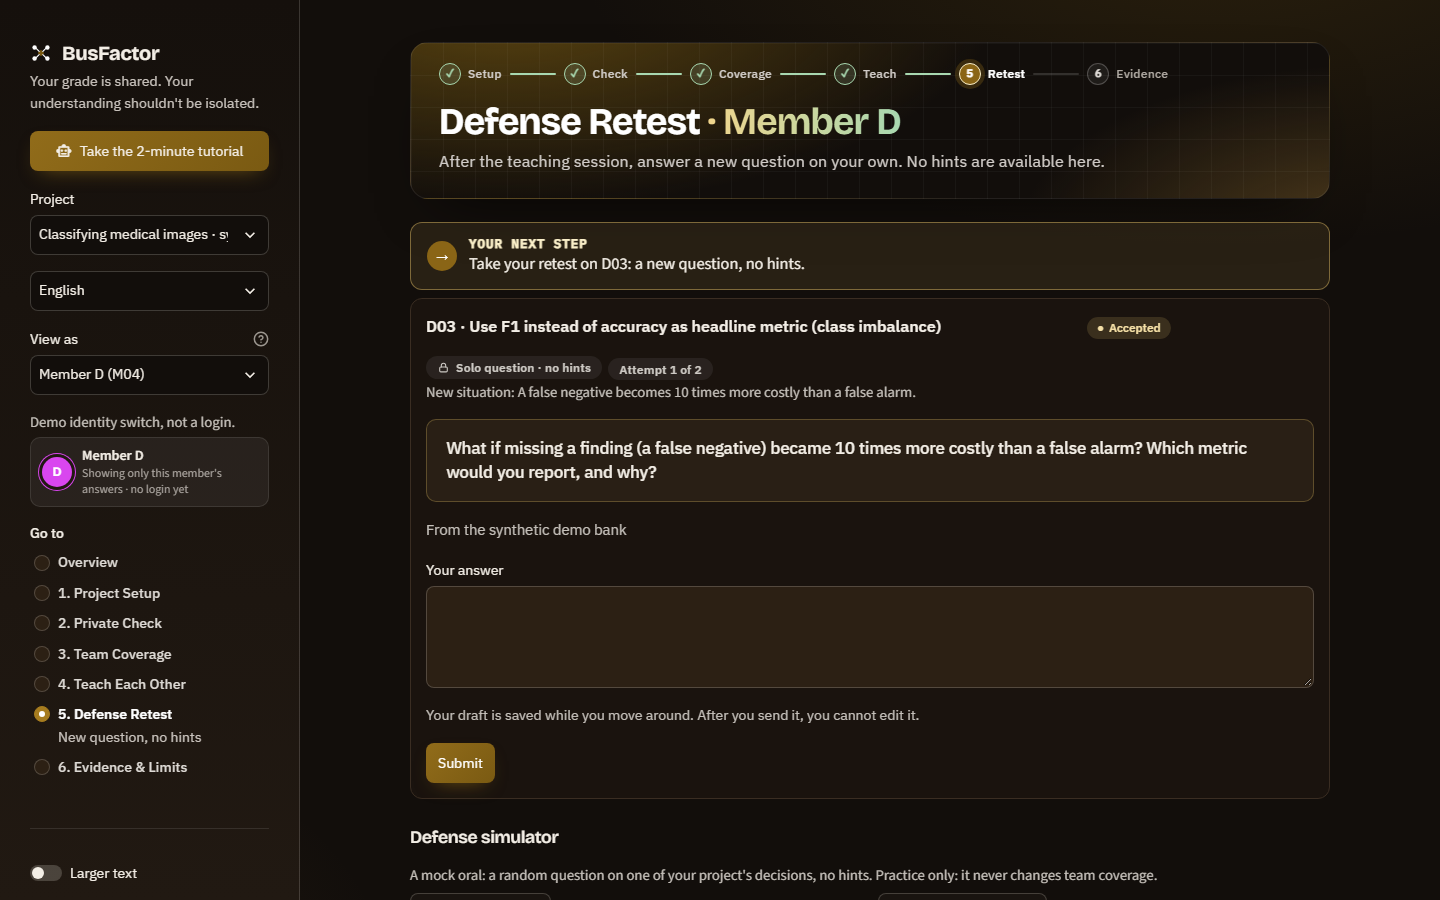 BusFactor
Your grade is shared. Your
understanding shouldn't be isolated.
Take the 2-minute tutorial
Project
Classifying medical images · sy
English
View as
Member D (M04)
Demo identity switch, not a login.
D
Member D
Showing only this member's
answers · no login yet
Go to
Overview
1. Project Setup
2. Private Check
3. Team Coverage
4. Teach Each Other
5. Defense Retest
New question, no hints
6. Evidence & Limits
Larger text
Setup
Check
Coverage
Teach
5 Retest
6 Evidence
Defense Retest · Member D
After the teaching session, answer a new question on your own. No hints are available here.
YOUR NEXT STEP
Take your retest on D03: a new question, no hints.
D03 · Use F1 instead of accuracy as headline metric (class imbalance)
Accepted
Solo question · no hints
Attempt 1 of 2
New situation: A false negative becomes 10 times more costly than a false alarm.
What if missing a finding (a false negative) became 10 times more costly than a false alarm? Which metric
would you report, and why?
From the synthetic demo bank
Your answer
Your draft is saved while you move around. After you send it, you cannot edit it.
Submit
Defense simulator
A mock oral: a random question on one of your project's decisions, no hints. Practice only: it never changes team coverage.